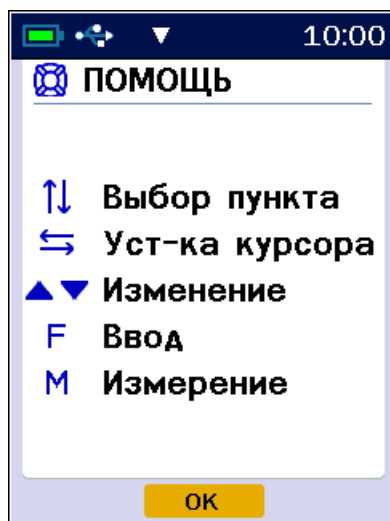 10:00
ПОМОЩЬ
↑↓ Выбор пункта
⇆ Уст-ка курсора
▲▼ Изменение
F Ввод
M Измерение
OK